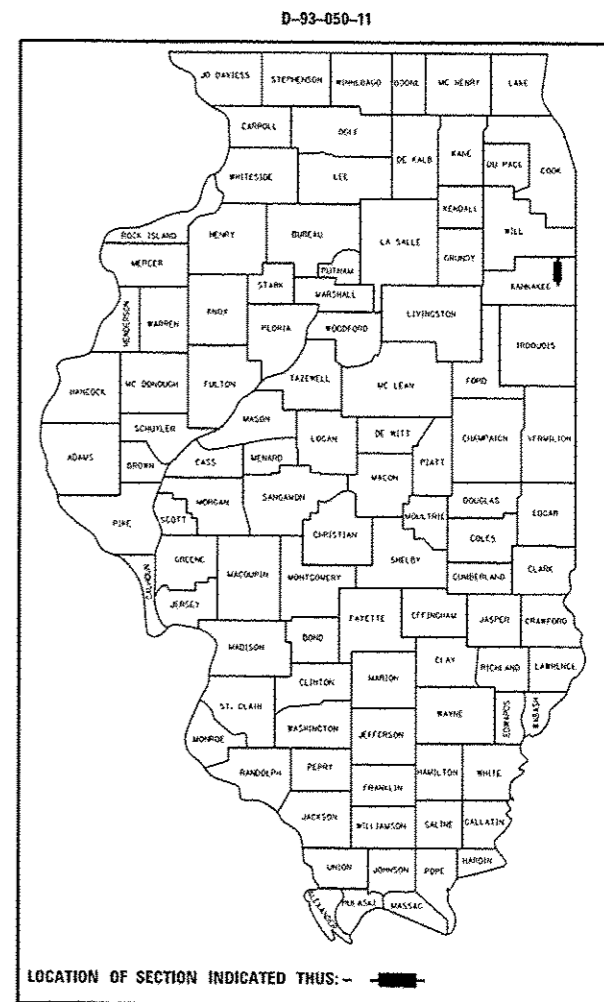 D-93-050-11
JO DAVIESS STEPHENSON WINNEBAGO BOONE MC HENRY LAKE
CARROLL OGLE DE KALB KANE DU PAGE COOK
WHITESIDE LEE KENDALL WILL
ROCK ISLAND HENRY BUREAU LA SALLE GRUNDY
MERCER PUTNAM KANKAKEE
STARK MARSHALL
HENDERSON WARREN KNOX PEORIA WOODFORD LIVINGSTON IROQUOIS
HANCOCK MC DONOUGH FULTON TAZEWELL MC LEAN FORD
SCHUYLER MASON LOGAN DE WITT CHAMPAIGN VERMILION
ADAMS BROWN CASS MENARD MACON PIATT
PIKE SCOTT MORGAN SANGAMON MOULTRIE DOUGLAS EDGAR
CHRISTIAN COLES
CALHOUN GREENE MACOUPIN MONTGOMERY SHELBY CUMBERLAND CLARK
JERSEY FAYETTE EFFINGHAM JASPER CRAWFORD
MADISON BOND CLAY RICHLAND LAWRENCE
CLINTON MARION
ST. CLAIR WAYNE EDWARDS WABASH
MONROE WASHINGTON JEFFERSON
RANDOLPH PERRY HAMILTON WHITE
FRANKLIN
JACKSON WILLIAMSON SALINE GALLATIN
UNION JOHNSON POPE HARDIN
ALEXANDER PULASKI MASSAC
LOCATION OF SECTION INDICATED THUS:-